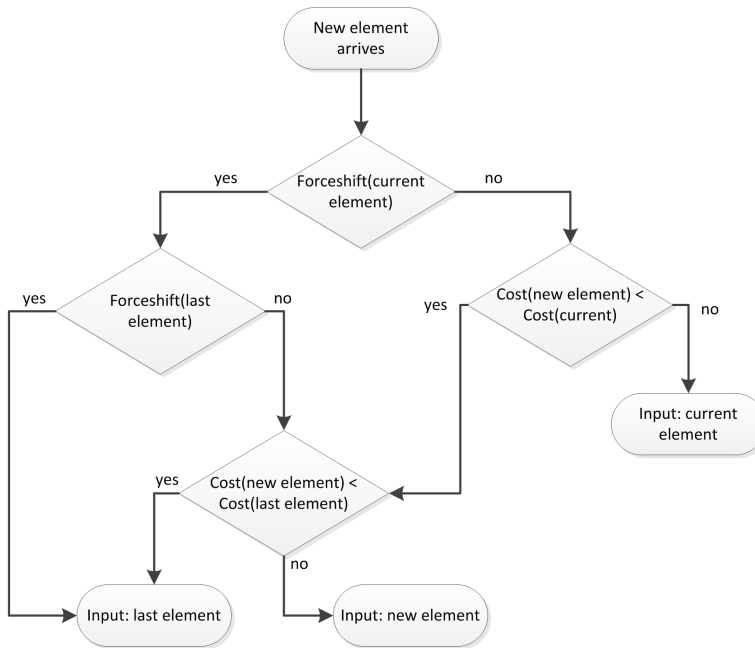 New element
arrives
yes
Forceshift(current
element)
no
yes
Forceshift(last
element)
no
yes
Cost(new element) <
Cost(current)
no
Input: current
element
yes
Cost(new element) <
Cost(last element)
no
Input: last element
Input: new element